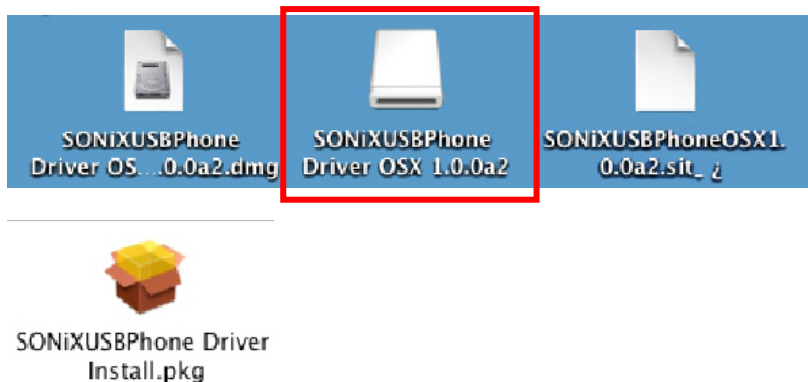 SONiXUSBPhone
Driver OS....0.0a2.dmg
SONiXUSBPhone
Driver OSX 1.0.0a2
SONiXUSBPhoneOSX1.
0.0a2.sit_ ¿
SONiXUSBPhone Driver
Install.pkg